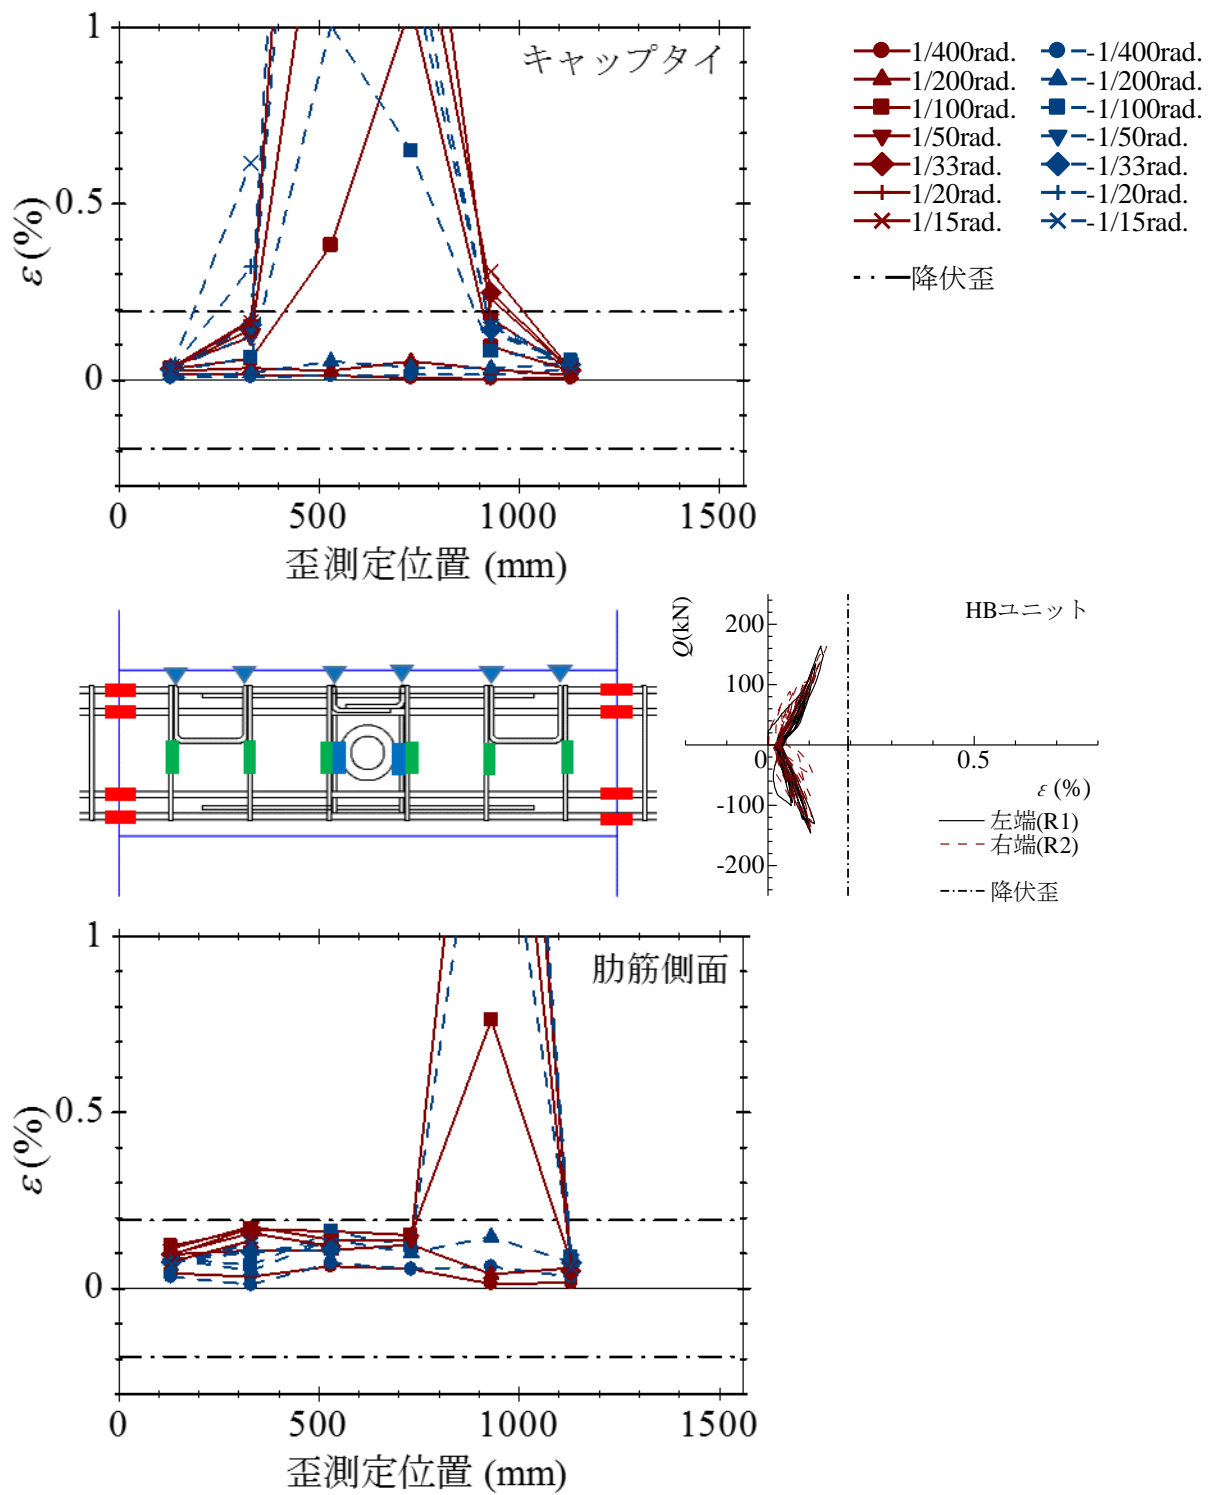 1
0.5
0
ε(%)
キャップタイ
0
500
1000
1500
歪測定位置 (mm)
1/400rad.
-1/400rad.
1/200rad.
-1/200rad.
1/100rad.
-1/100rad.
1/50rad.
-1/50rad.
1/33rad.
-1/33rad.
1/20rad.
-1/20rad.
1/15rad.
-1/15rad.
降伏歪
Q(kN)
200
100
0
-100
-200
HBユニット
0.5
ε (%)
左端(R1)
右端(R2)
降伏歪
1
0.5
0
ε(%)
肋筋側面
0
500
1000
1500
歪測定位置 (mm)